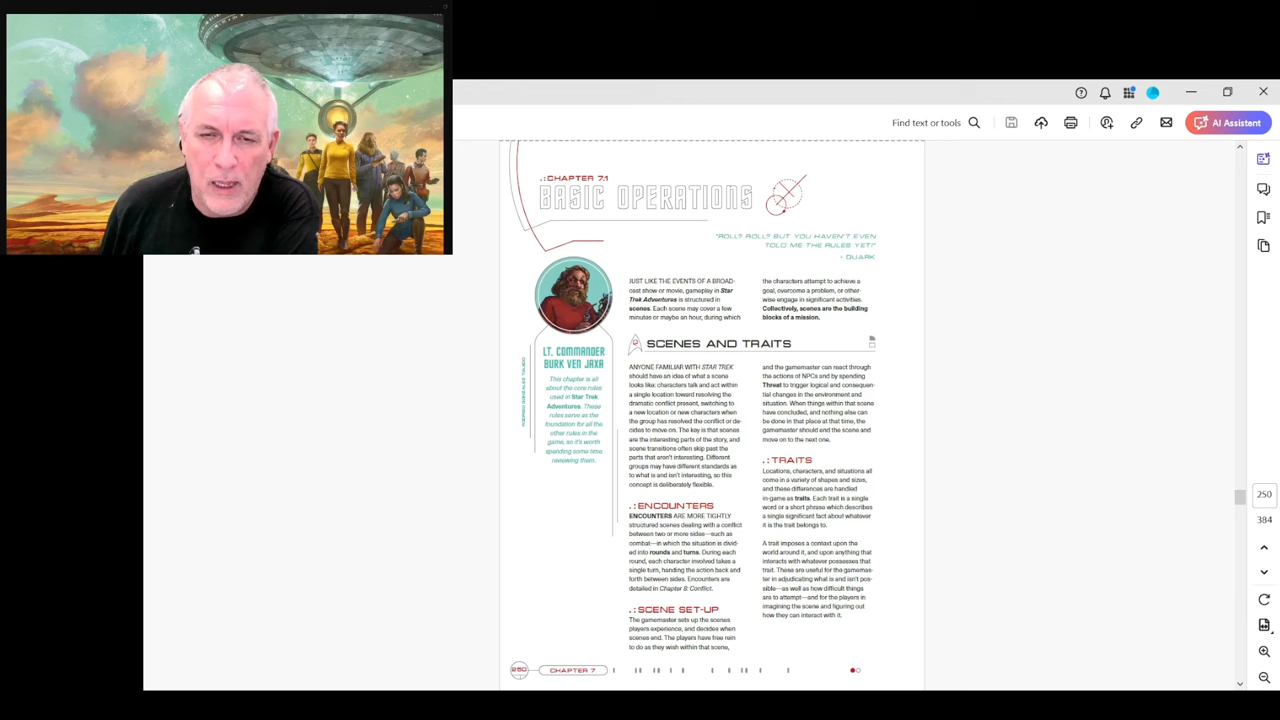 Find text or tools
AI Assistant
.:CHAPTER 7.1
BASIC OPERATIONS
"ROLL? ROLL? BUT YOU HAVEN'T EVEN
TOLD ME THE RULES YET!"
- QUARK
LT. COMMANDER
BURK VEN JAXA
This chapter is all
about the core rules
used in Star Trek
Adventures. These
rules serve as the
foundation for all the
other rules in the
game, so it's worth
spending some time
reviewing them.
RODRIGO GONZALEZ TOLEDO
JUST LIKE THE EVENTS OF A BROAD-
cast show or movie, gameplay in Star
Trek Adventures is structured in
scenes. Each scene may cover a few
minutes or maybe an hour, during which
the characters attempt to achieve a
goal, overcome a problem, or other-
wise engage in significant activities.
Collectively, scenes are the building
blocks of a mission.
SCENES AND TRAITS
ANYONE FAMILIAR WITH STAR TREK
should have an idea of what a scene
looks like: characters talk and act within
a single location toward resolving the
dramatic conflict present, switching to
a new location or new characters when
the group has resolved the conflict or de-
cides to move on. The key is that scenes
are the interesting parts of the story, and
scene transitions often skip past the
parts that aren't interesting. Different
groups may have different standards as
to what is and isn't interesting, so this
concept is deliberately flexible.
.:ENCOUNTERS
ENCOUNTERS ARE MORE TIGHTLY
structured scenes dealing with a conflict
between two or more sides—such as
combat—in which the situation is divid-
ed into rounds and turns. During each
round, each character involved takes a
single turn, handing the action back and
forth between sides. Encounters are
detailed in Chapter 8: Conflict.
.:SCENE SET-UP
The gamemaster sets up the scenes
players experience, and decides when
scenes end. The players have free rein
to do as they wish within that scene,
and the gamemaster can react through
the actions of NPCs and by spending
Threat to trigger logical and consequen-
tial changes in the environment and
situation. When things within that scene
have concluded, and nothing else can
be done in that place at that time, the
gamemaster should end the scene and
move on to the next one.
.:TRAITS
Locations, characters, and situations all
come in a variety of shapes and sizes,
and these differences are handled
in-game as traits. Each trait is a single
word or a short phrase which describes
a single significant fact about whatever
it is the trait belongs to.
A trait imposes a context upon the
world around it, and upon anything that
interacts with whatever possesses that
trait. These are useful for the gamemas-
ter in adjudicating what is and isn't pos-
sible—as well as how difficult things
are to attempt—and for the players in
imagining the scene and figuring out
how they can interact with it.
250
CHAPTER 7
250
384